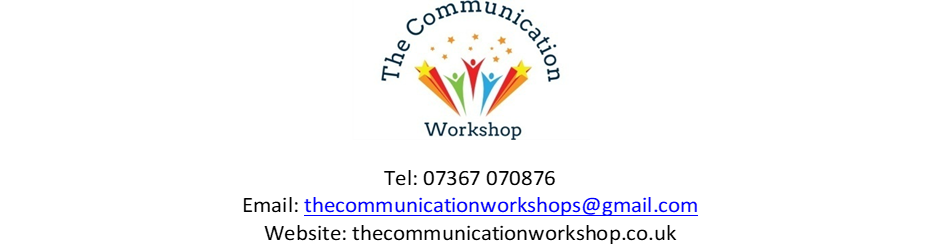 The Communication
Workshop
Tel: 07367 070876
Email: thecommunicationworkshops@gmail.com
Website: thecommunicationworkshop.co.uk